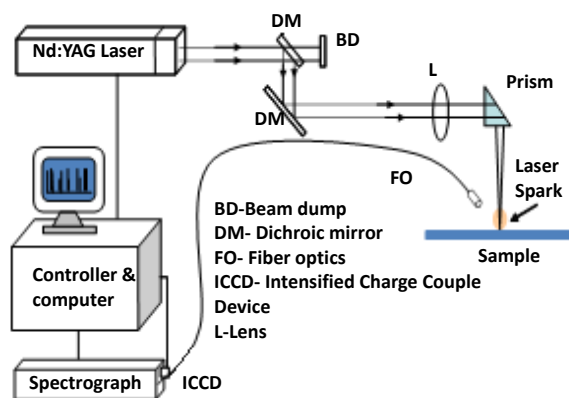 DM
BD
Nd:YAG Laser
L
Prism
DM
FO
Laser
Spark
BD-Beam dump
DM- Dichroic mirror
FO- Fiber optics
ICCD- Intensified Charge Couple
Device
L-Lens
Sample
Controller &
computer
Spectrograph
ICCD